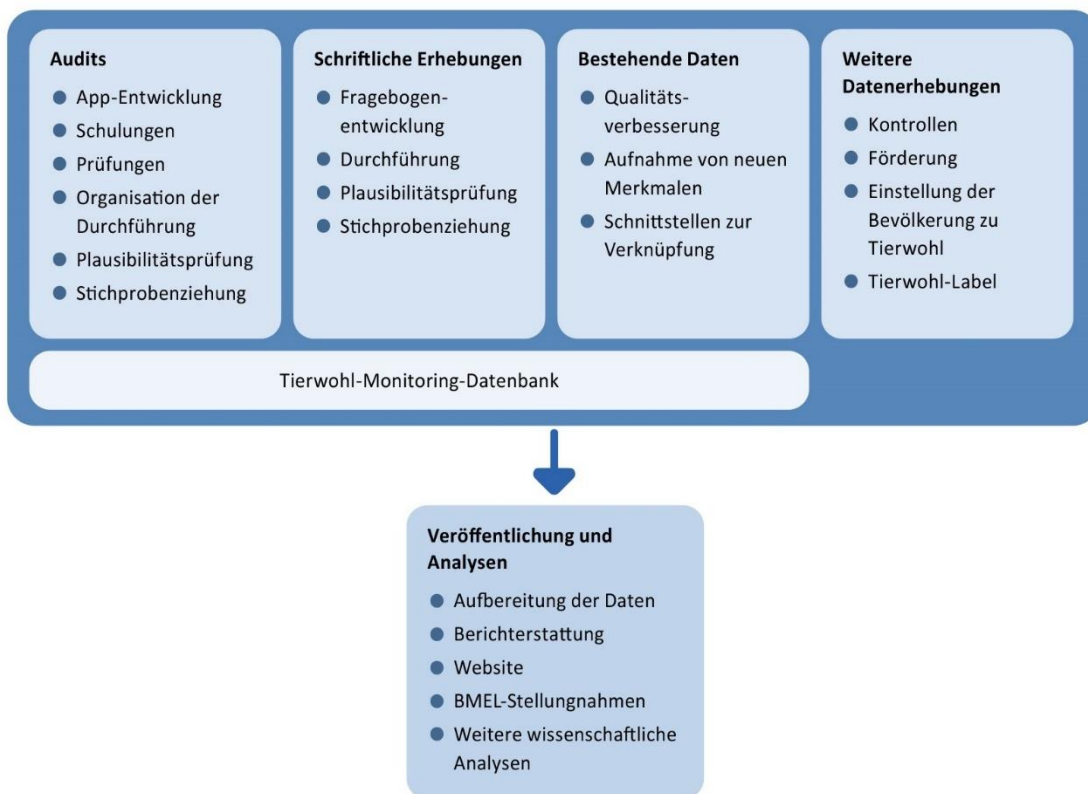 Audits
App-Entwicklung
Schulungen
Prüfungen
Organisation der
Durchführung
Plausibilitätsprüfung
Stichprobenziehung
Schriftliche Erhebungen
Fragebogen-
entwicklung
Durchführung
Plausibilitätsprüfung
Stichprobenziehung
Bestehende Daten
Qualitäts-
verbesserung
Aufnahme von neuen
Merkmalen
Schnittstellen zur
Verknüpfung
Weitere
Datenerhebungen
Kontrollen
Förderung
Einstellung der
Bevölkerung zu
Tierwohl
Tierwohl-Label
Tierwohl-Monitoring-Datenbank
Veröffentlichung und
Analysen
Aufbereitung der Daten
Berichterstattung
Website
BMEL-Stellungnahmen
Weitere wissenschaftliche
Analysen